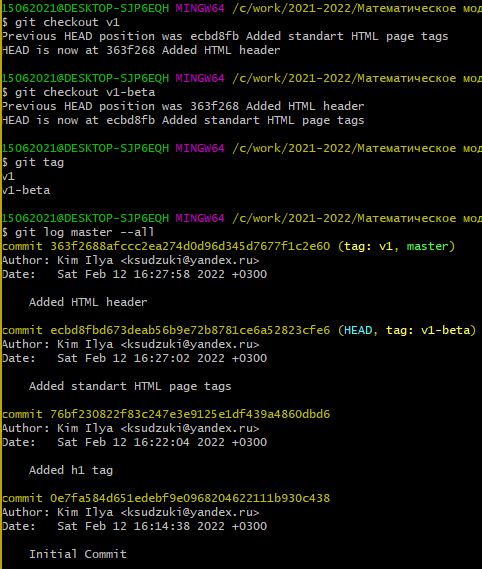 15062021@DESKTOP-SJP6EQH MINGW64 /c/work/2021-2022/Математическое мод
$ git checkout v1
Previous HEAD position was ecbd8fb Added standart HTML page tags
HEAD is now at 363f268 Added HTML header
15062021@DESKTOP-SJP6EQH MINGW64 /c/work/2021-2022/Математическое мод
$ git checkout v1-beta
Previous HEAD position was 363f268 Added HTML header
HEAD is now at ecbd8fb Added standart HTML page tags
15062021@DESKTOP-SJP6EQH MINGW64 /c/work/2021-2022/Математическое мод
$ git tag
v1
v1-beta
15062021@DESKTOP-SJP6EQH MINGW64 /c/work/2021-2022/Математическое мод
$ git log master --all
commit 363f2688afccc2ea274d0d96d345d7677f1c2e60 (tag: v1, master)
Author: Kim Ilya <ksudzuki@yandex.ru>
Date:   Sat Feb 12 16:27:58 2022 +0300
Added HTML header
commit ecbd8fbd673deab56b9e72b8781ce6a52823cfe6 (HEAD, tag: v1-beta)
Author: Kim Ilya <ksudzuki@yandex.ru>
Date:   Sat Feb 12 16:27:02 2022 +0300
Added standart HTML page tags
commit 76bf230822f83c247e3e9125e1df439a4860dbd6
Author: Kim Ilya <ksudzuki@yandex.ru>
Date:   Sat Feb 12 16:22:04 2022 +0300
Added h1 tag
commit 0e7fa584d651edebf9e0968204622111b930c438
Author: Kim Ilya <ksudzuki@yandex.ru>
Date:   Sat Feb 12 16:14:38 2022 +0300
Initial Commit